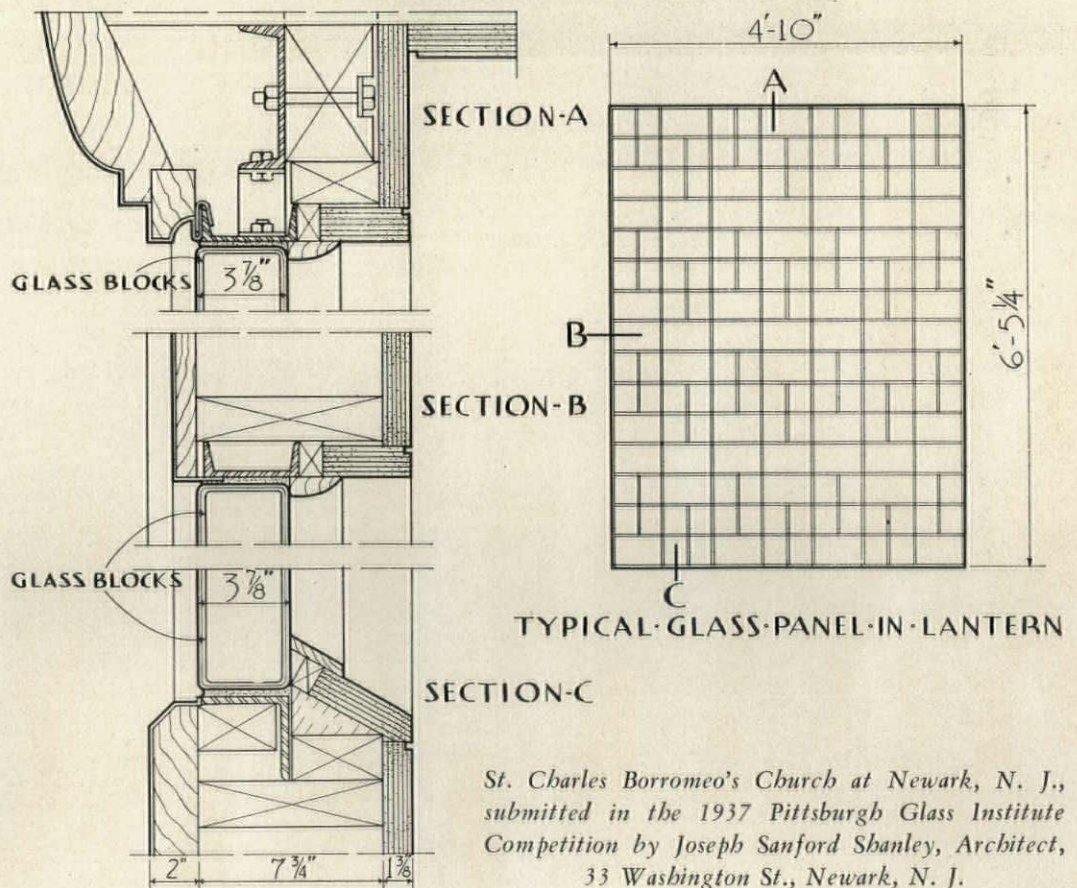 4'-10"
A
SECTION-A
GLASS BLOCKS
3 7/8"
B
6'-5 1/4"
SECTION-B
GLASS BLOCKS
3 7/8"
C
TYPICAL·GLASS·PANEL·IN·LANTERN
SECTION-C
St. Charles Borromeo's Church at Newark, N. J.,
submitted in the 1937 Pittsburgh Glass Institute
Competition by Joseph Sanford Shanley, Architect,
33 Washington St., Newark, N. J.
2" 7 3/4" 1 3/8"